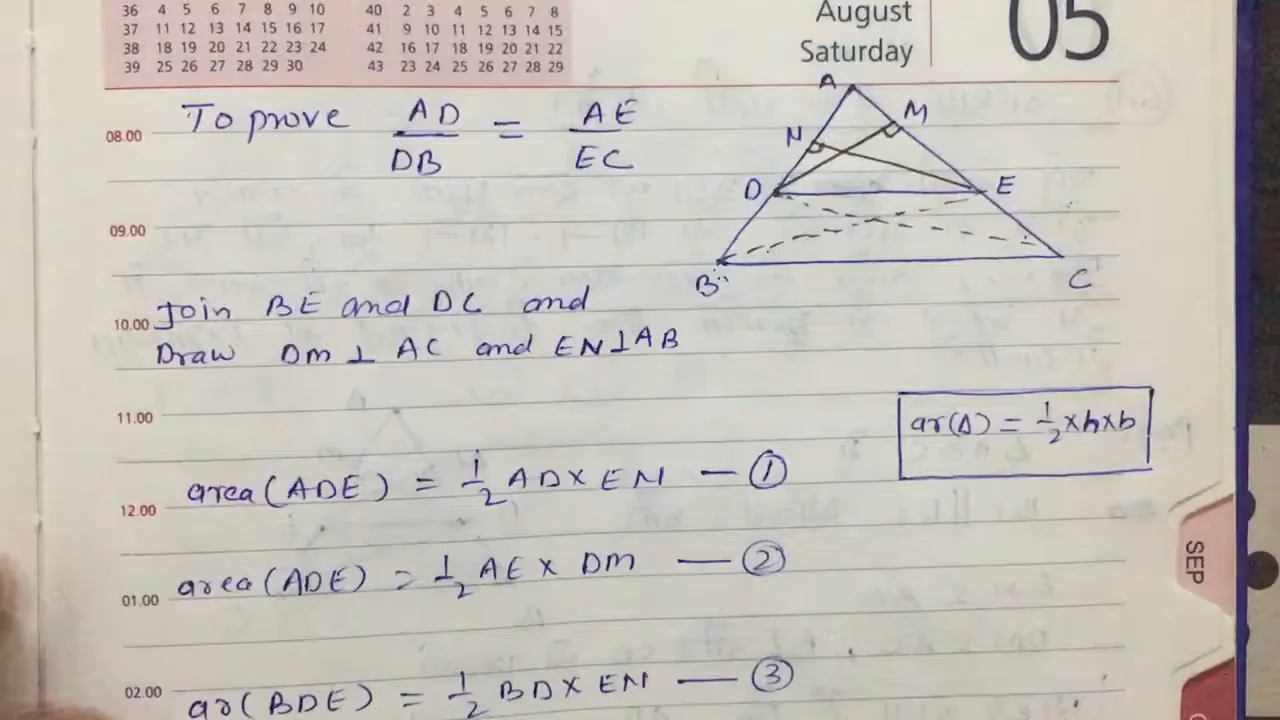 36 4 5 6 7 8 9 10 40 2 3 4 5 6 7 8
37 11 12 13 14 15 16 17 41 9 10 11 12 13 14 15
38 18 19 20 21 22 23 24 42 16 17 18 19 20 21 22
39 25 26 27 28 29 30 43 23 24 25 26 27 28 29
August
Saturday
05
To prove AD/DB = AE/EC
08.00
A
M
N
D
E
B
C
09.00
Join BE and DC and
10.00
Draw DM ⊥ AC and EN ⊥ AB
11.00
ar(Δ) = 1/2 × h × b
area(ADE) = 1/2 AD × EN — ①
12.00
area(ADE) = 1/2 AE × DM — ②
01.00
SEP
ar(BDE) = 1/2 BD × EN — ③
02.00